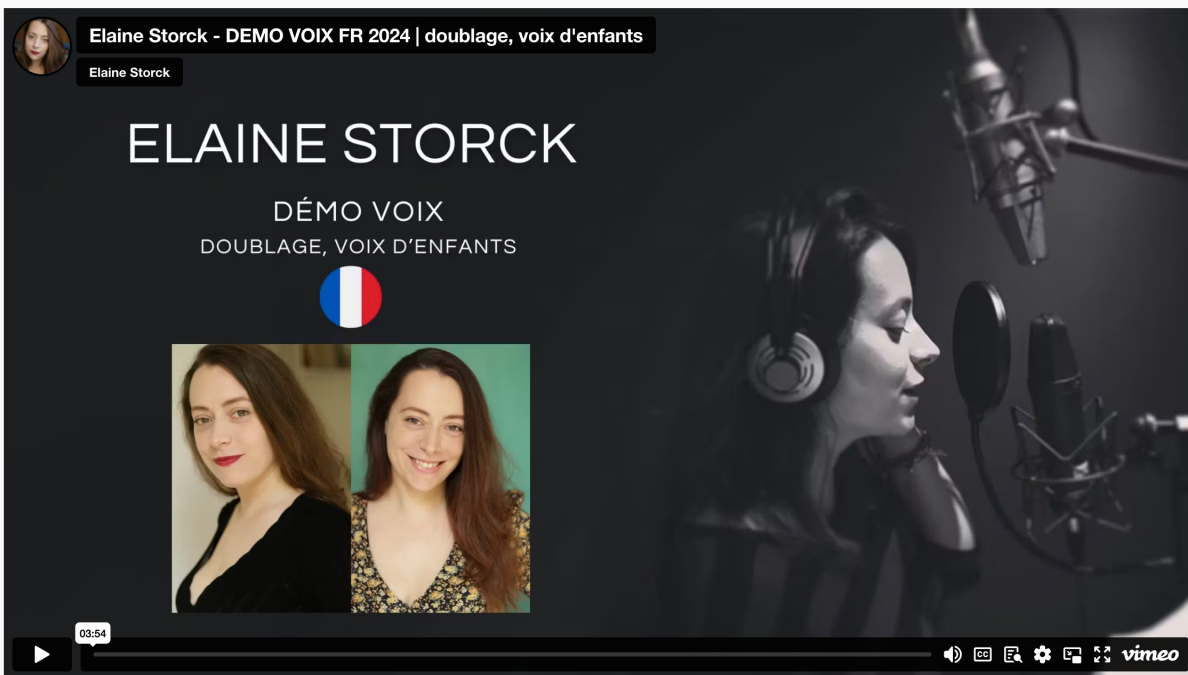 Elaine Storck - DEMO VOIX FR 2024 | doublage, voix d'enfants
Elaine Storck
ELAINE STORCK
DÉMO VOIX
DOUBLAGE, VOIX D’ENFANTS
03:54
CC
vimeo